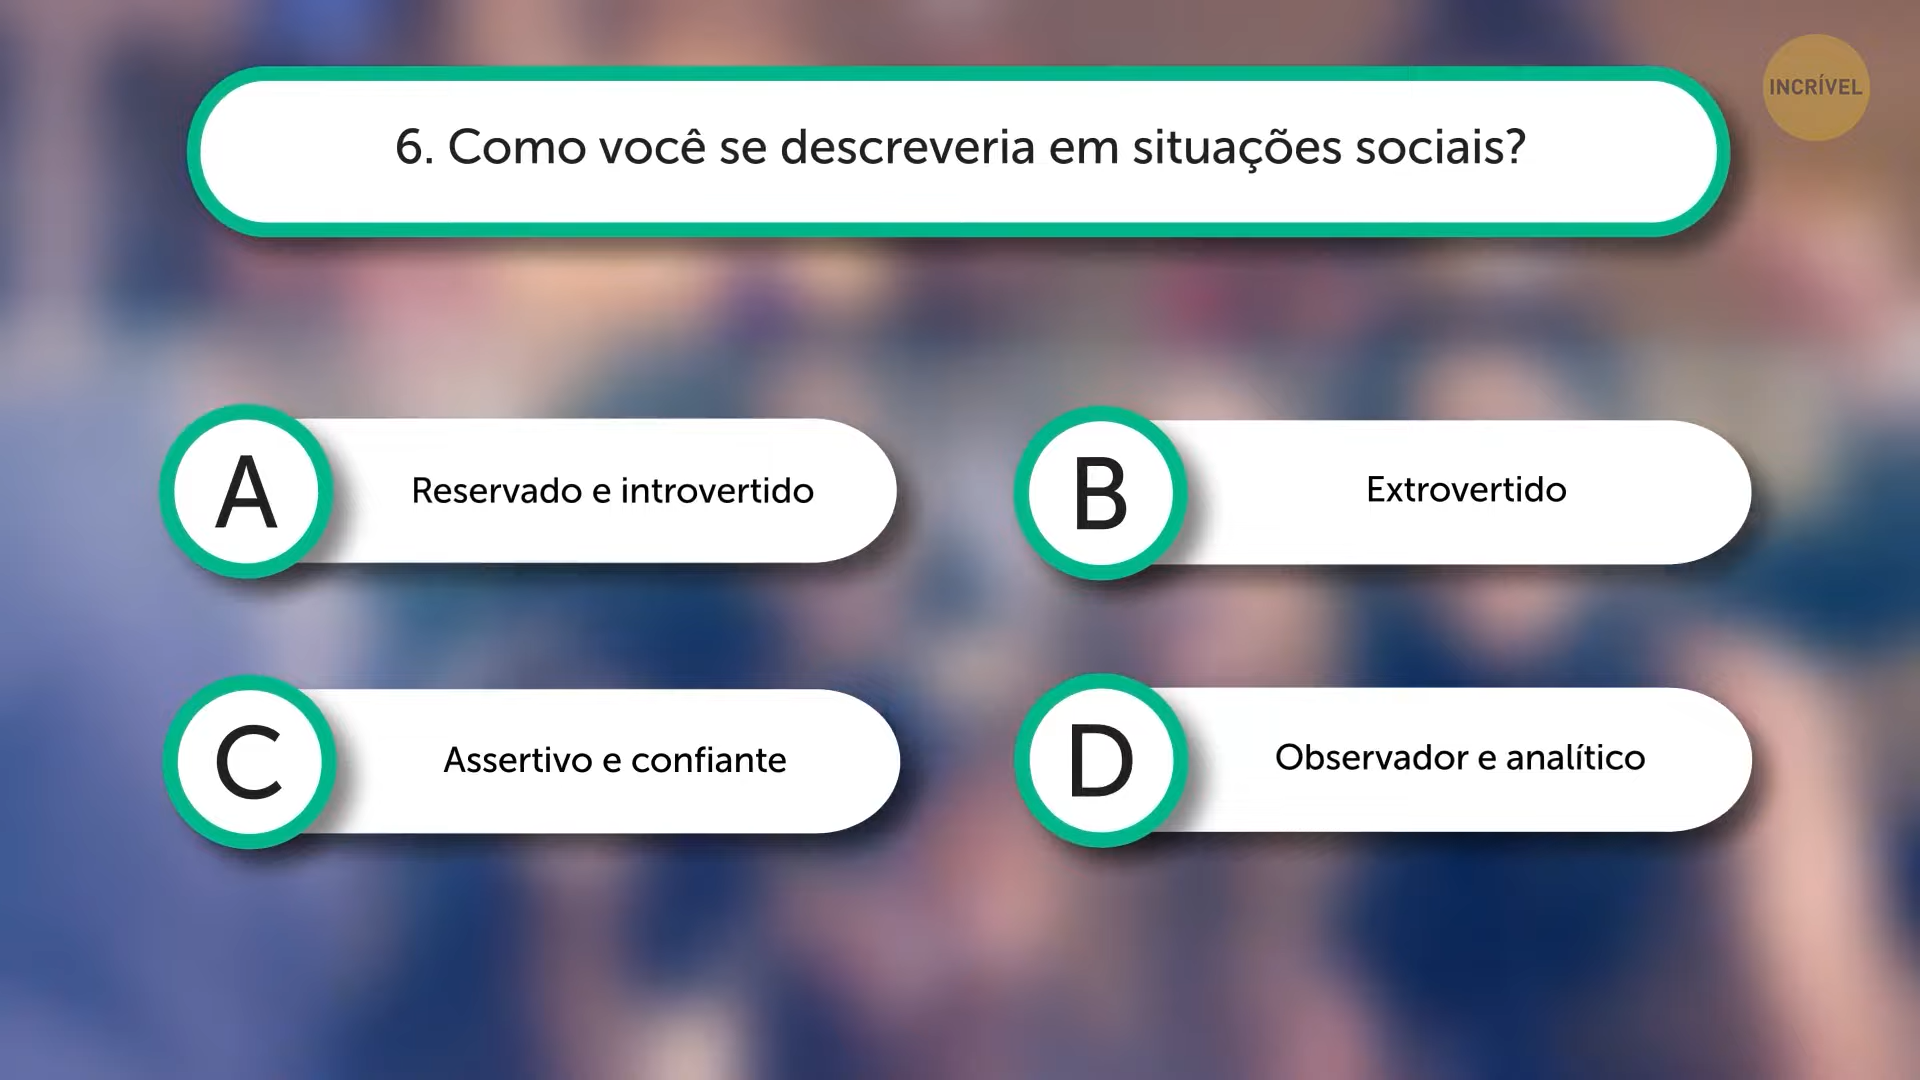 INCRÍVEL
6. Como você se descreveria em situações sociais?
A
Reservado e introvertido
B
Extrovertido
C
Assertivo e confiante
D
Observador e analítico